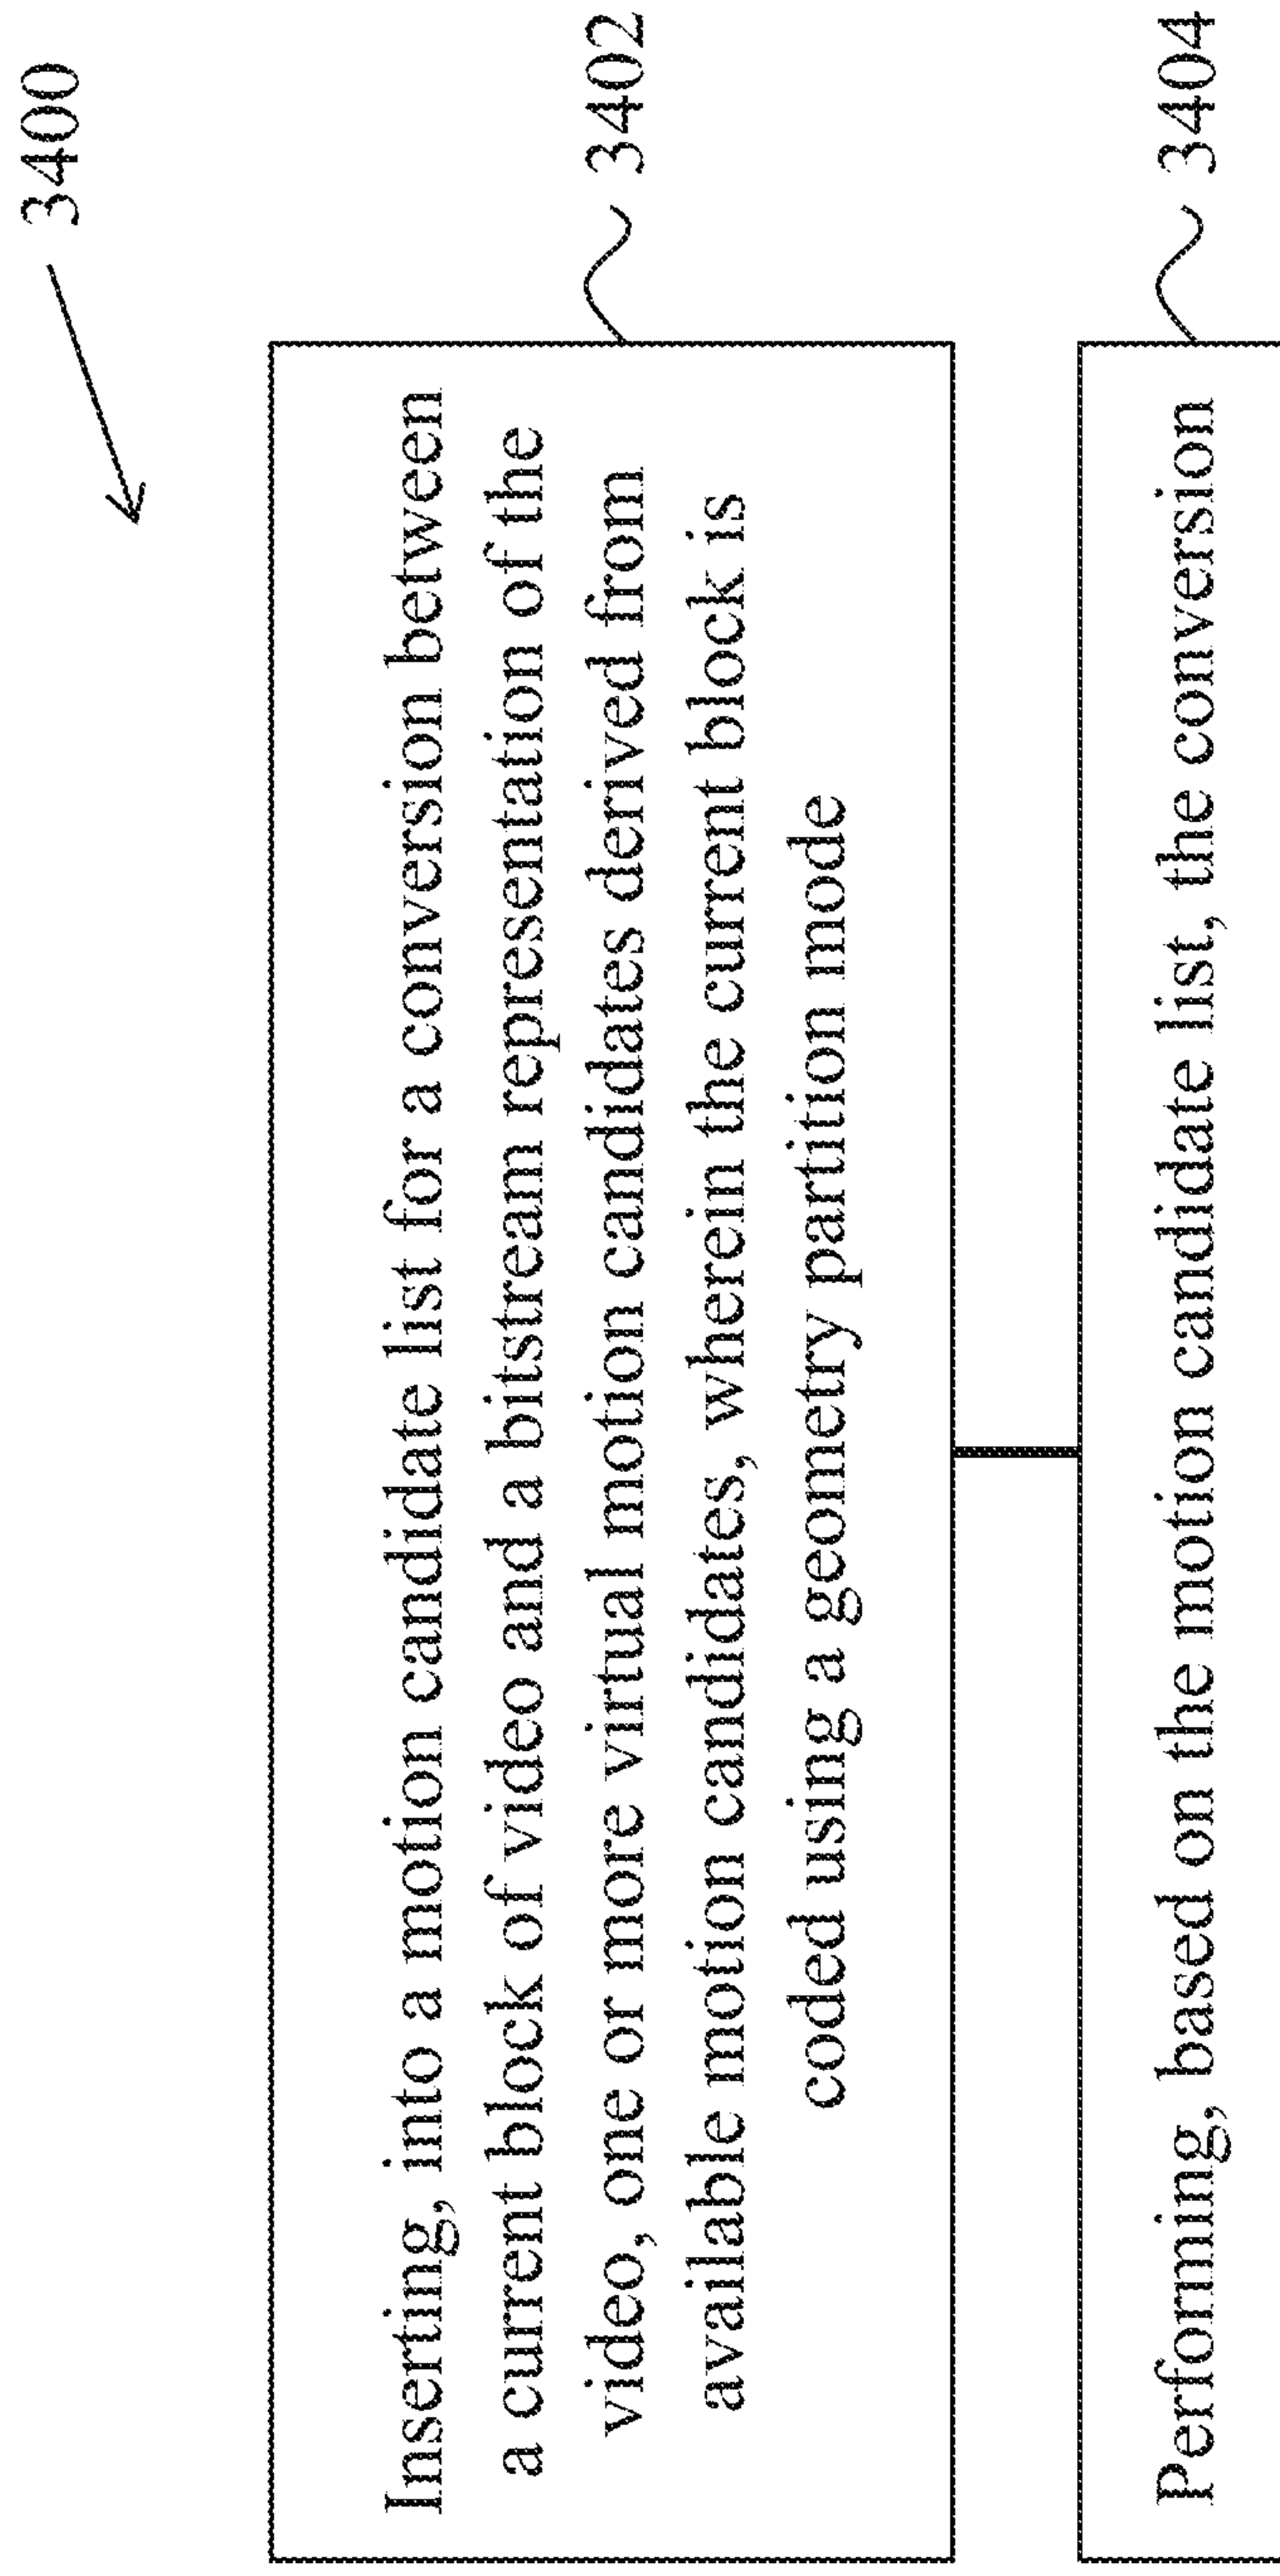 3400
Inserting, into a motion candidate list for a conversion between
a current block of video and a bitstream representation of the
video, one or more virtual motion candidates derived from
available motion candidates, wherein the current block is
coded using a geometry partition mode
3402
Performing, based on the motion candidate list, the conversion
3404